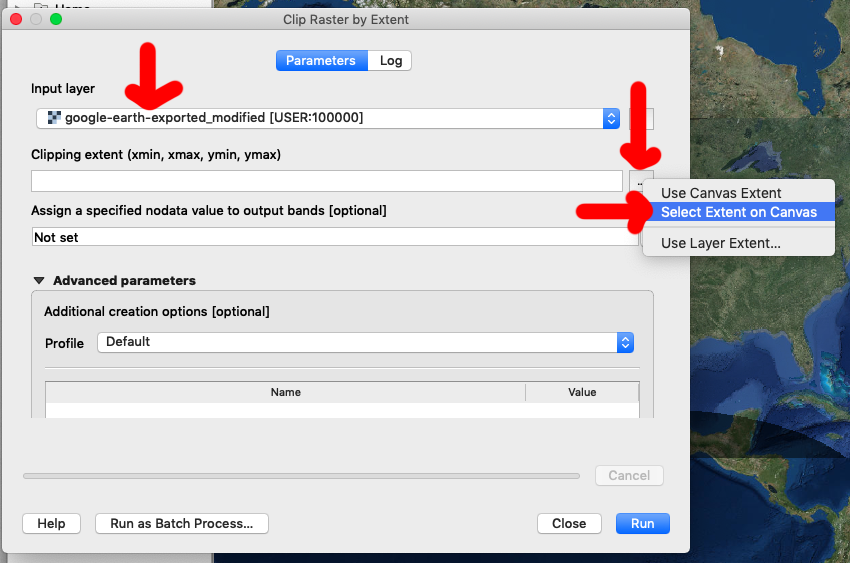 Home
Clip Raster by Extent
Parameters Log
Input layer
google-earth-exported_modified [USER:100000]
Clipping extent (xmin, xmax, ymin, ymax)
Use Canvas Extent
Select Extent on Canvas
Use Layer Extent...
Assign a specified nodata value to output bands [optional]
Not set
Advanced parameters
Additional creation options [optional]
Profile Default
Name Value
Cancel
Help Run as Batch Process... Close Run